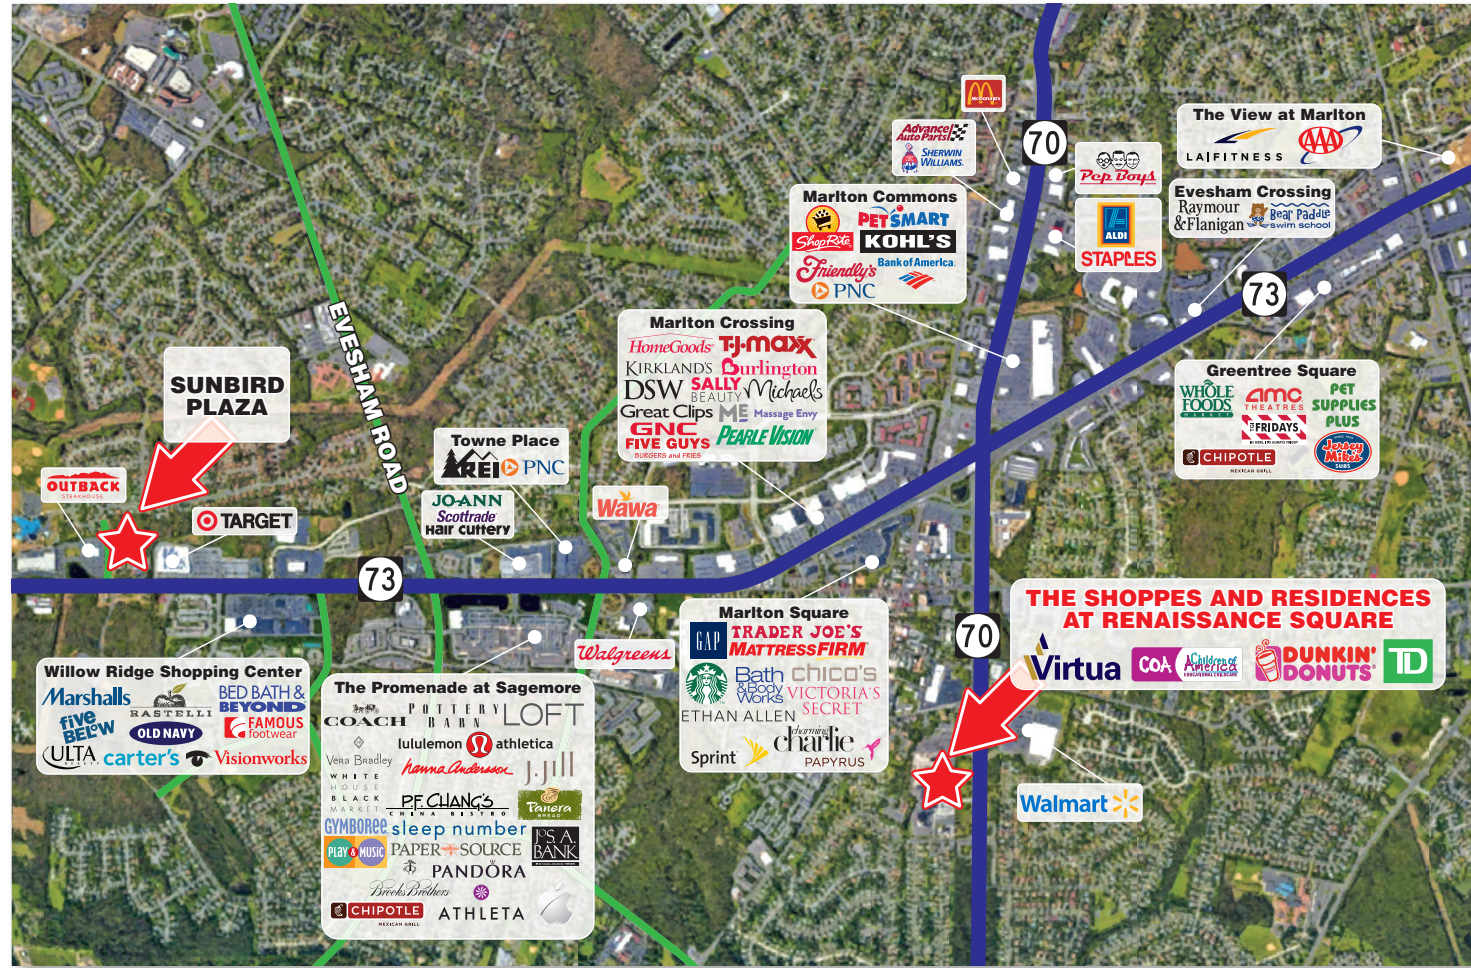 McDonald's
70
Advance
Auto Parts
SHERWIN
WILLIAMS.
Pep Boys
The View at Marlton
LA|FITNESS
AAA
Marlton Commons
ShopRite
PETSMART
KOHL'S
Friendly's
Bank of America
PNC
ALDI
STAPLES
Evesham Crossing
Raymour
& Flanigan
Bear Paddle
swim school
73
EVESHAM ROAD
Marlton Crossing
HomeGoods
T·J·maxx
KIRKLAND'S
Burlington
DSW
SALLY
BEAUTY
Michaels
Great Clips
ME Massage Envy
GNC
FIVE GUYS
BURGERS and FRIES
PEARLE VISION
Greentree Square
WHOLE
FOODS
MARKET
AMC
THEATRES
PET
SUPPLIES
PLUS
FRIDAYS
CHIPOTLE
MEXICAN GRILL
Jersey
Mike's
SUBS
SUNBIRD
PLAZA
OUTBACK
STEAKHOUSE
TARGET
Towne Place
REI
PNC
JO-ANN
Scottrade
Hair Cuttery
Wawa
73
Walgreens
Willow Ridge Shopping Center
Marshalls
RASTELLI
BED BATH &
BEYOND
five
BEL°W
OLD NAVY
FAMOUS
footwear
ULTA
BEAUTY
carter's
Visionworks
The Promenade at Sagemore
COACH
POTTERY
BARN
LOFT
lululemon athletica
Vera Bradley
hanna Andersson
J.Jill
WHITE
HOUSE
BLACK
MARKET
P.F. CHANG'S
CHINA BISTRO
Panera
BREAD
GYMBOREE
PLAY & MUSIC
sleep number
PAPER SOURCE
JOS. A.
BANK
PANDÖRA
Brooks Brothers
CHIPOTLE
MEXICAN GRILL
ATHLETA
Marlton Square
GAP
TRADER JOE'S
MATTRESSFIRM
Bath
& Body
Works
chico's
VICTORIA'S
SECRET
ETHAN ALLEN
Sprint
charming
charlie
PAPYRUS
70
THE SHOPPES AND RESIDENCES
AT RENAISSANCE SQUARE
Virtua
COA
Children of
America
EDUCATIONAL CHILDCARE
DUNKIN'
DONUTS
TD
Walmart